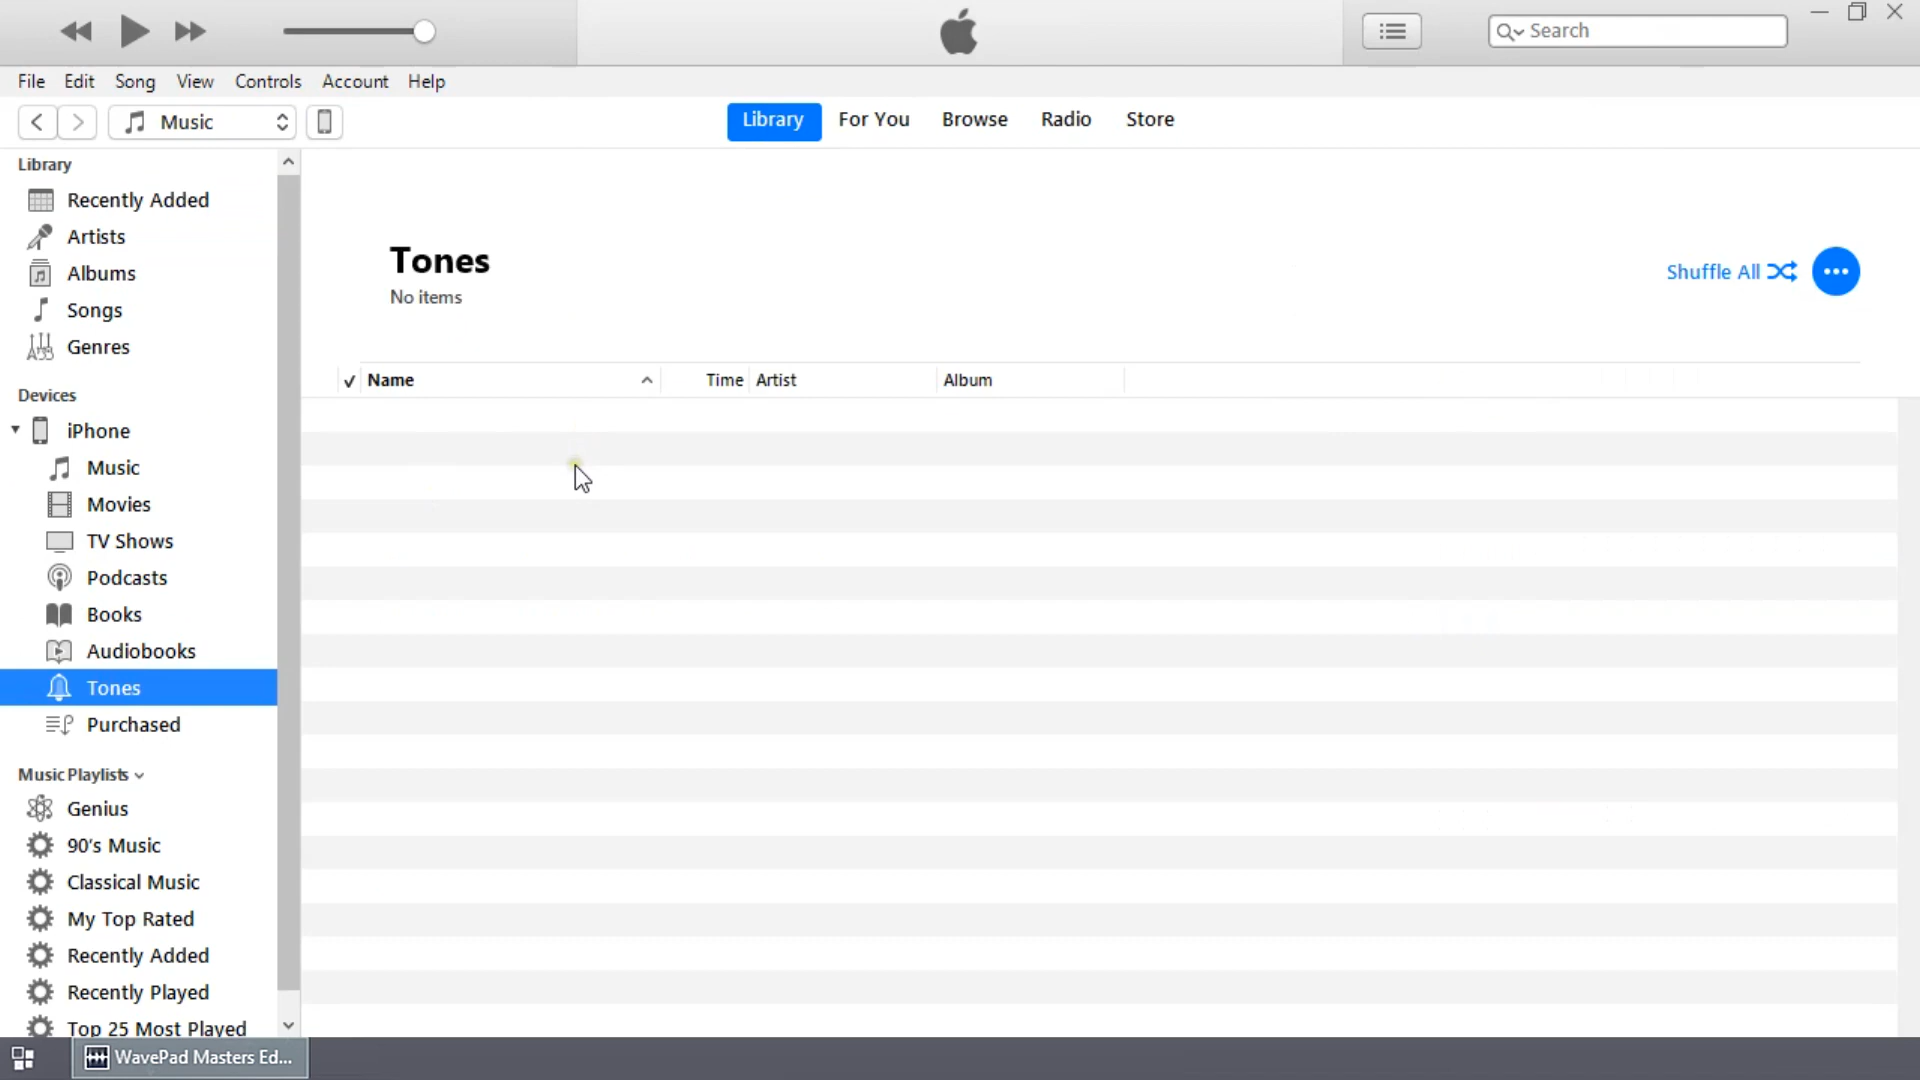 Search
File Edit Song View Controls Account Help
Music
Library For You Browse Radio Store
Library
Recently Added
Artists
Albums
Songs
Genres
Devices
iPhone
Music
Movies
TV Shows
Podcasts
Books
Audiobooks
Tones
Purchased
Music Playlists
Genius
90's Music
Classical Music
My Top Rated
Recently Added
Recently Played
Top 25 Most Played
Tones
No items
Shuffle All
Name Time Artist Album
WavePad Masters Ed...